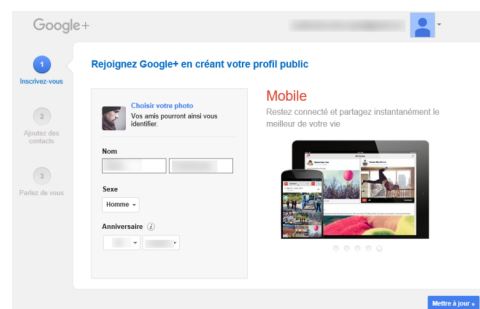 Google+
1
Inscrivez-vous
2
Ajoutez des
contacts
3
Parlez de vous
Rejoignez Google+ en créant votre profil public
Choisir votre photo
Vos amis pourront ainsi vous
identifier.
Nom
Sexe
Homme
Anniversaire
Mobile
Restez connecté et partagez instantanément le
meilleur de votre vie
Mettre à jour »